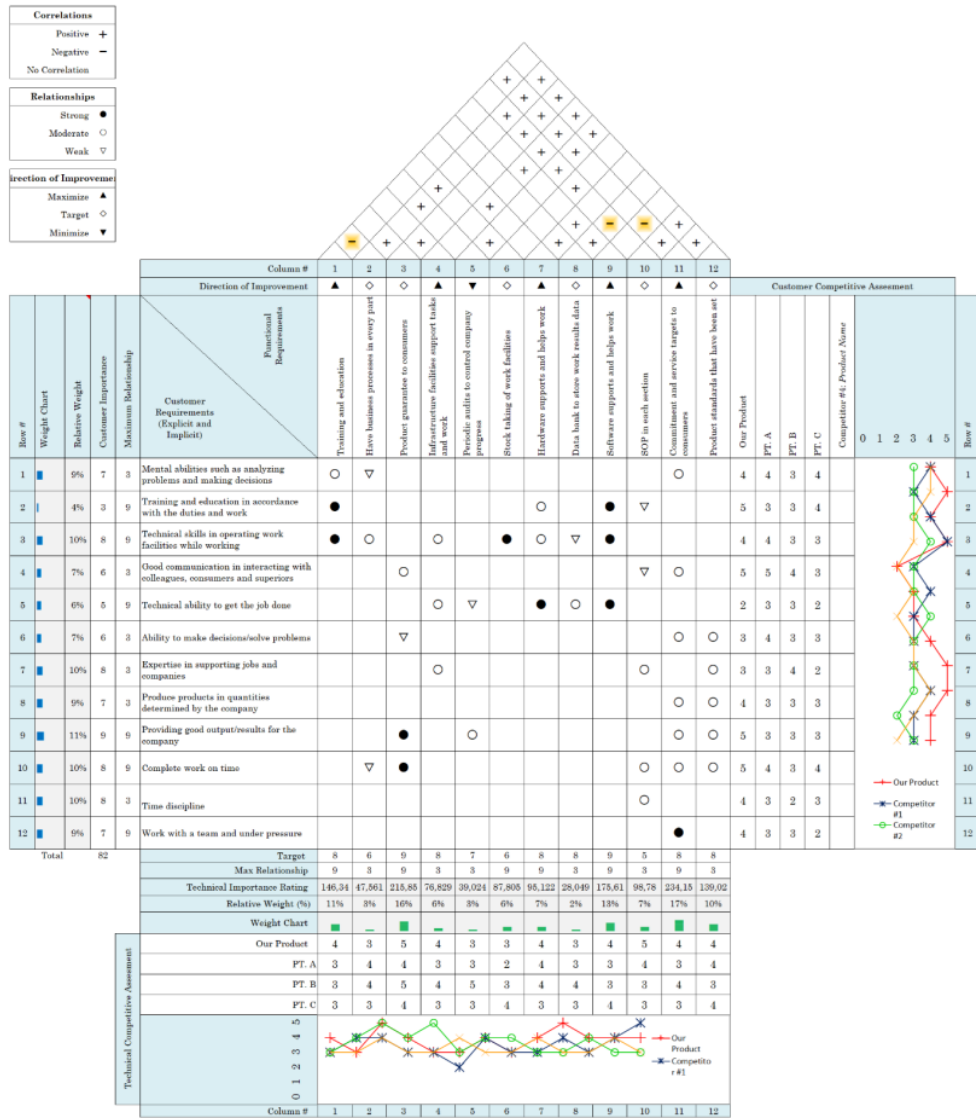 Correlations
Positive +
Negative −
No Correlation
Relationships
Strong ●
Moderate ○
Weak ▽
Direction of Improvemen
Maximize ▲
Target ◇
Minimize ▼
Column # 1 2 3 4 5 6 7 8 9 10 11 12
Direction of Improvement ▲ ◇ ◇ ▲ ▼ ◇ ▲ ◇ ▲ ◇ ▲ ◇
Customer Competitive Assesment
Row #
Weight Chart
Relative Weight
Customer Importance
Maximum Relationship
Customer Requirements (Explicit and Implicit)
Functional Requirements
Training and education
Have business processes in every part
Product guarantee to consumers
Infrastructure facilities support tasks and work
Periodic audits to control company progress
Stock taking of work facilities
Hardware supports and helps work
Data bank to store work results data
Software supports and helps work
SOP in each section
Commitment and service targets to consumers
Product standards that have been set
Our Product
PT. A
PT. B
PT. C
Competitor #4: Product Name
0 1 2 3 4 5
Row #
1 9% 7 3 Mental abilities such as analyzing problems and making decisions ○ ▽ ○ 4 4 3 4 1
2 4% 3 9 Training and education in accordance with the duties and work ● ○ ● ▽ 5 3 3 4 2
3 10% 8 9 Technical skills in operating work facilities while working ● ○ ○ ● ○ ▽ ● 4 4 3 3 3
4 7% 6 3 Good communication in interacting with colleagues, consumers and superiors ○ ▽ ○ 5 5 4 3 4
5 6% 5 9 Technical ability to get the job done ○ ▽ ● ○ ● 2 3 3 2 5
6 7% 6 3 Ability to make decisions/solve problems ▽ ○ ○ 3 4 3 3 6
7 10% 8 3 Expertise in supporting jobs and companies ○ ○ ○ 3 3 4 2 7
8 9% 7 3 Produce products in quantities determined by the company ○ ○ 4 3 3 3 8
9 11% 9 9 Providing good output/results for the company ● ○ ○ ○ 5 3 3 3 9
10 10% 8 9 Complete work on time ▽ ● ○ ○ ○ 5 4 3 4 10
11 10% 8 3 Time discipline ○ 4 3 2 3 11
12 9% 7 9 Work with a team and under pressure ● 4 3 3 2 12
Our Product
Competitor #1
Competitor #2
Total 82
Target 8 6 9 8 7 6 8 8 9 5 8 8
Max Relationship 9 3 9 3 3 9 9 3 9 3 9 3
Technical Importance Rating 146,34 47,561 215,85 76,829 39,024 87,805 95,122 28,049 175,61 98,78 234,15 139,02
Relative Weight (%) 11% 3% 16% 6% 3% 6% 7% 2% 13% 7% 17% 10%
Weight Chart
Technical Competitive Assesment
Our Product 4 3 5 4 3 3 4 3 4 5 4 4
PT. A 3 4 4 3 3 2 4 3 3 4 3 4
PT. B 3 4 5 4 5 3 4 4 3 3 4 3
PT. C 3 3 4 3 3 4 3 3 4 3 3 4
5
4
3
2
1
0
Our Product
Competito r #1
Column # 1 2 3 4 5 6 7 8 9 10 11 12